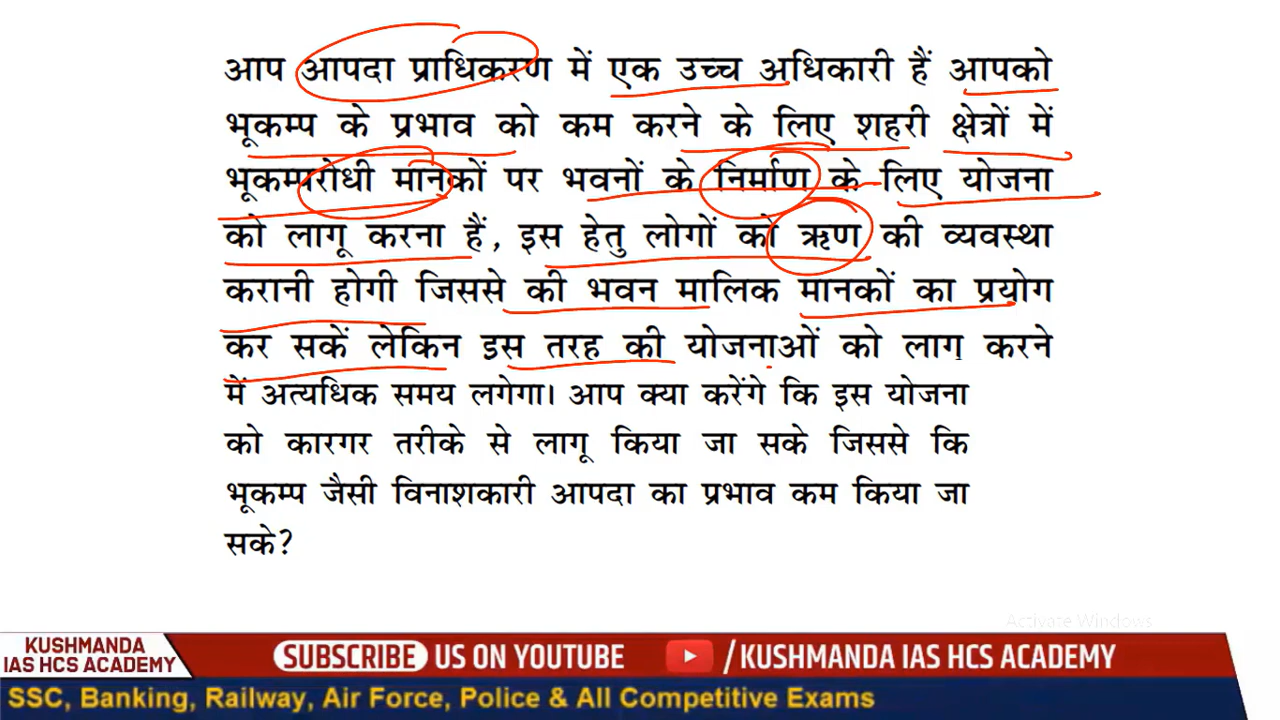 आप आपदा प्राधिकरण में एक उच्च अधिकारी हैं आपको
भूकम्प के प्रभाव को कम करने के लिए शहरी क्षेत्रों में
भूकम्परोधी मानकों पर भवनों के निर्माण के लिए योजना
को लागू करना हैं, इस हेतु लोगों को ऋण की व्यवस्था
करानी होगी जिससे की भवन मालिक मानकों का प्रयोग
कर सकें लेकिन इस तरह की योजनाओं को लागू करने
में अत्यधिक समय लगेगा। आप क्या करेंगे कि इस योजना
को कारगर तरीके से लागू किया जा सके जिससे कि
भूकम्प जैसी विनाशकारी आपदा का प्रभाव कम किया जा
सके?
Activate Windows
KUSHMANDA
IAS HCS ACADEMY
SUBSCRIBE US ON YOUTUBE /KUSHMANDA IAS HCS ACADEMY
SSC, Banking, Railway, Air Force, Police & All Competitive Exams